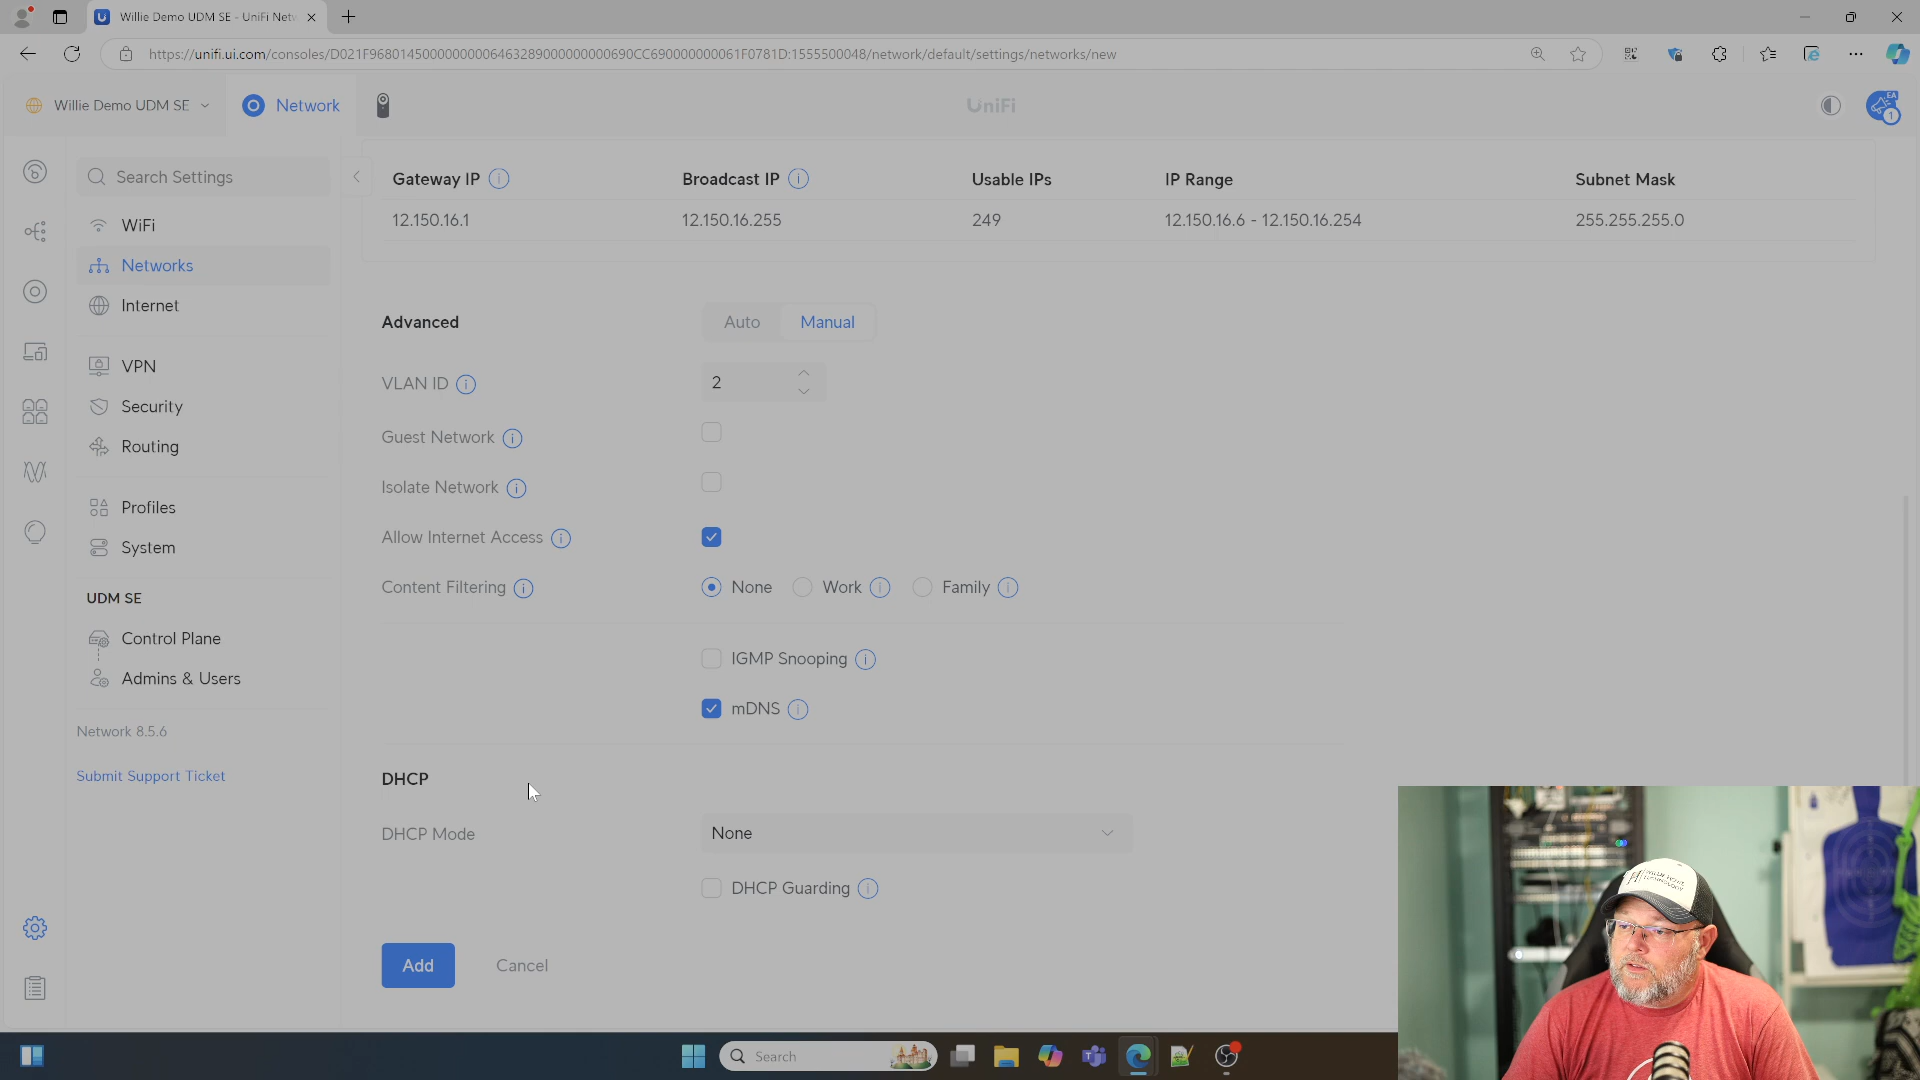 Willie Demo UDM SE - UniFi Netw
https://unifi.ui.com/consoles/D021F96801450000000006463289000000000690CC690000000061F0781D:1555500048/network/default/settings/networks/new
Willie Demo UDM SE
Network
UniFi
EA
1
Search Settings
WiFi
Networks
Internet
VPN
Security
Routing
Profiles
System
UDM SE
Control Plane
Admins & Users
Network 8.5.6
Submit Support Ticket
Gateway IP Broadcast IP Usable IPs IP Range Subnet Mask
12.150.16.1 12.150.16.255 249 12.150.16.6 - 12.150.16.254 255.255.255.0
Advanced Auto Manual
VLAN ID 2
Guest Network
Isolate Network
Allow Internet Access
Content Filtering None Work Family
IGMP Snooping
mDNS
DHCP
DHCP Mode None
DHCP Guarding
Add Cancel
Search